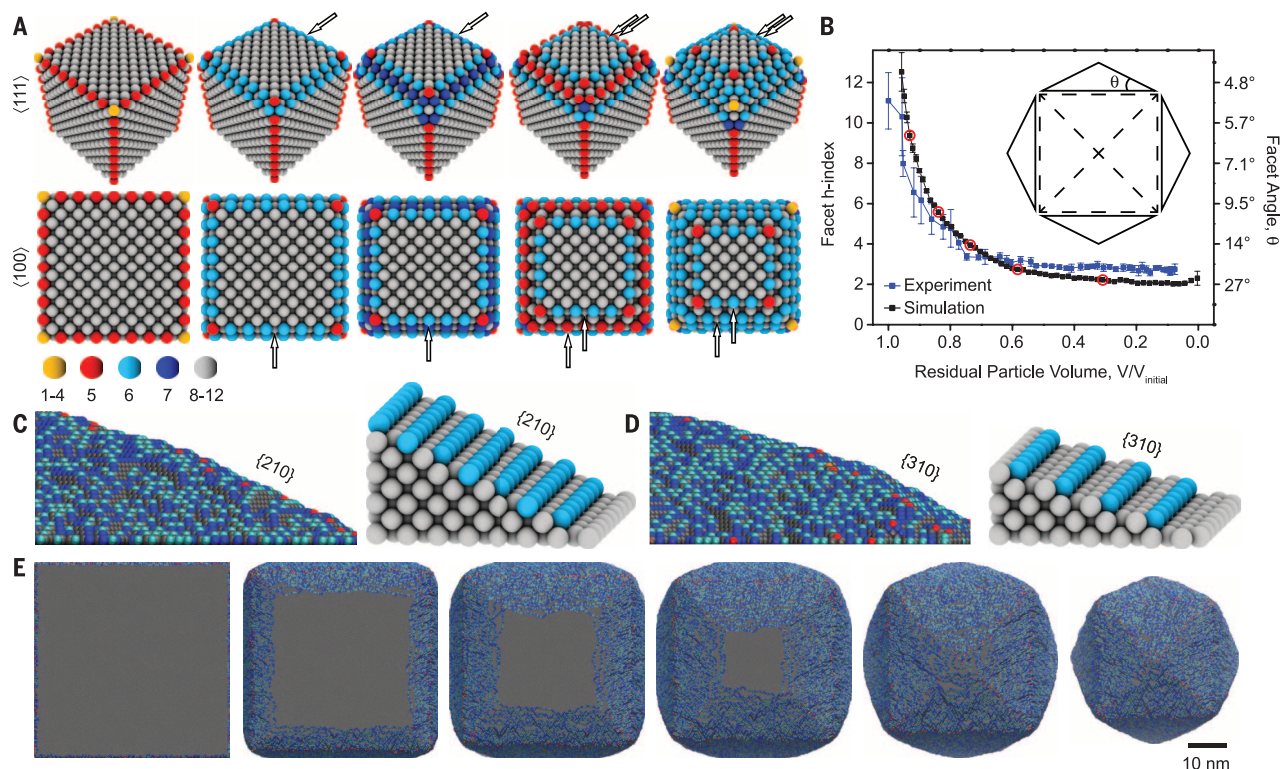 A
⟨111⟩
⟨100⟩
1-4 5 6 7 8-12
B
Facet h-index
12
10
8
6
4
2
0
4.8°
5.7°
7.1°
9.5°
14°
27°
Facet Angle, θ
θ
Experiment
Simulation
1.0 0.8 0.6 0.4 0.2 0.0
Residual Particle Volume, V/Vinitial
C
{210}
{210}
D
{310}
{310}
E
10 nm